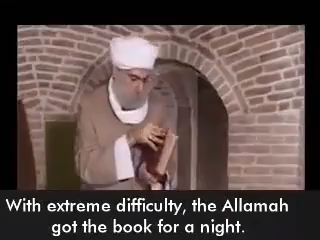 With extreme difficulty, the Allamah
got the book for a night.